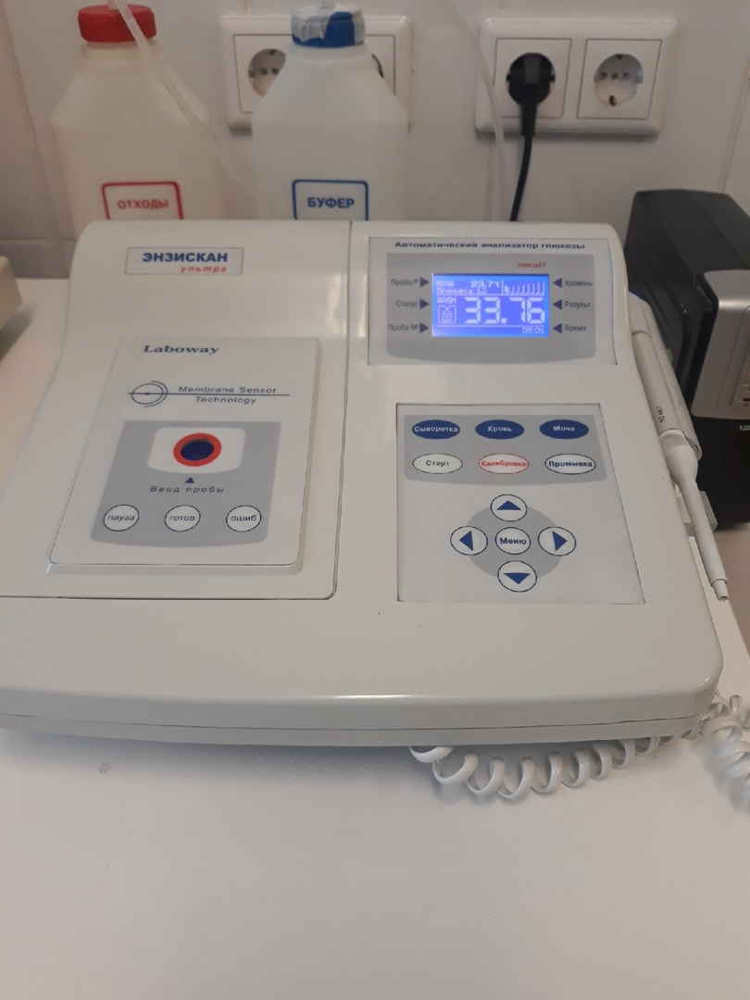 ОТХОДЫ
БУФЕР
ЭНЗИСКАН
ультра
Автоматический анализатор глюкозы
mmol/l
Проба/Р
Статус
Проба №
МОЧА 23,7°C
Промывка 12
WASH
33.76
05:01
Уровень
Результ
Время
Laboway
Membrane Sensor
Technology
Ввод пробы
пауза готов ошиб
Сыворотка Кровь Моча
Старт Калибровка Промывка
Меню